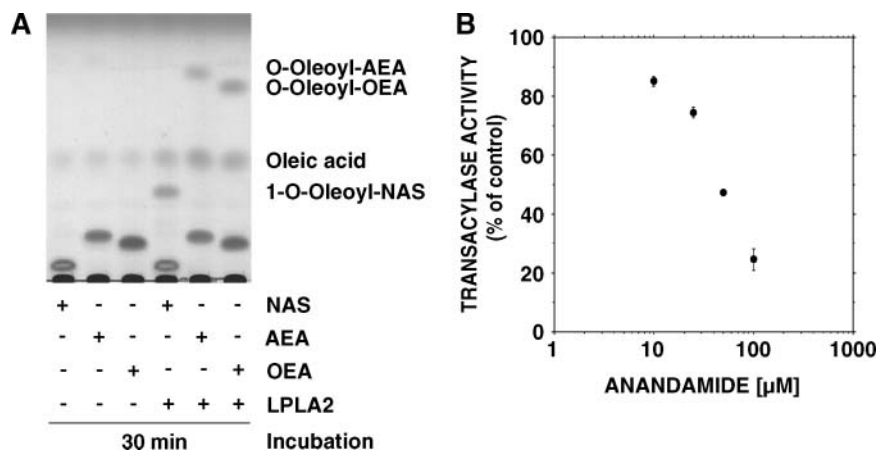 A
O-Oleoyl-AEA
O-Oleoyl-OEA
Oleic acid
1-O-Oleoyl-NAS
+ - - + - - NAS
- + - - + - AEA
- - + - - + OEA
- - - + + + LPLA2
30 min Incubation
B
TRANSACYLASE ACTIVITY
(% of control)
100
80
60
40
20
0
1 10 100 1000
ANANDAMIDE [µM]